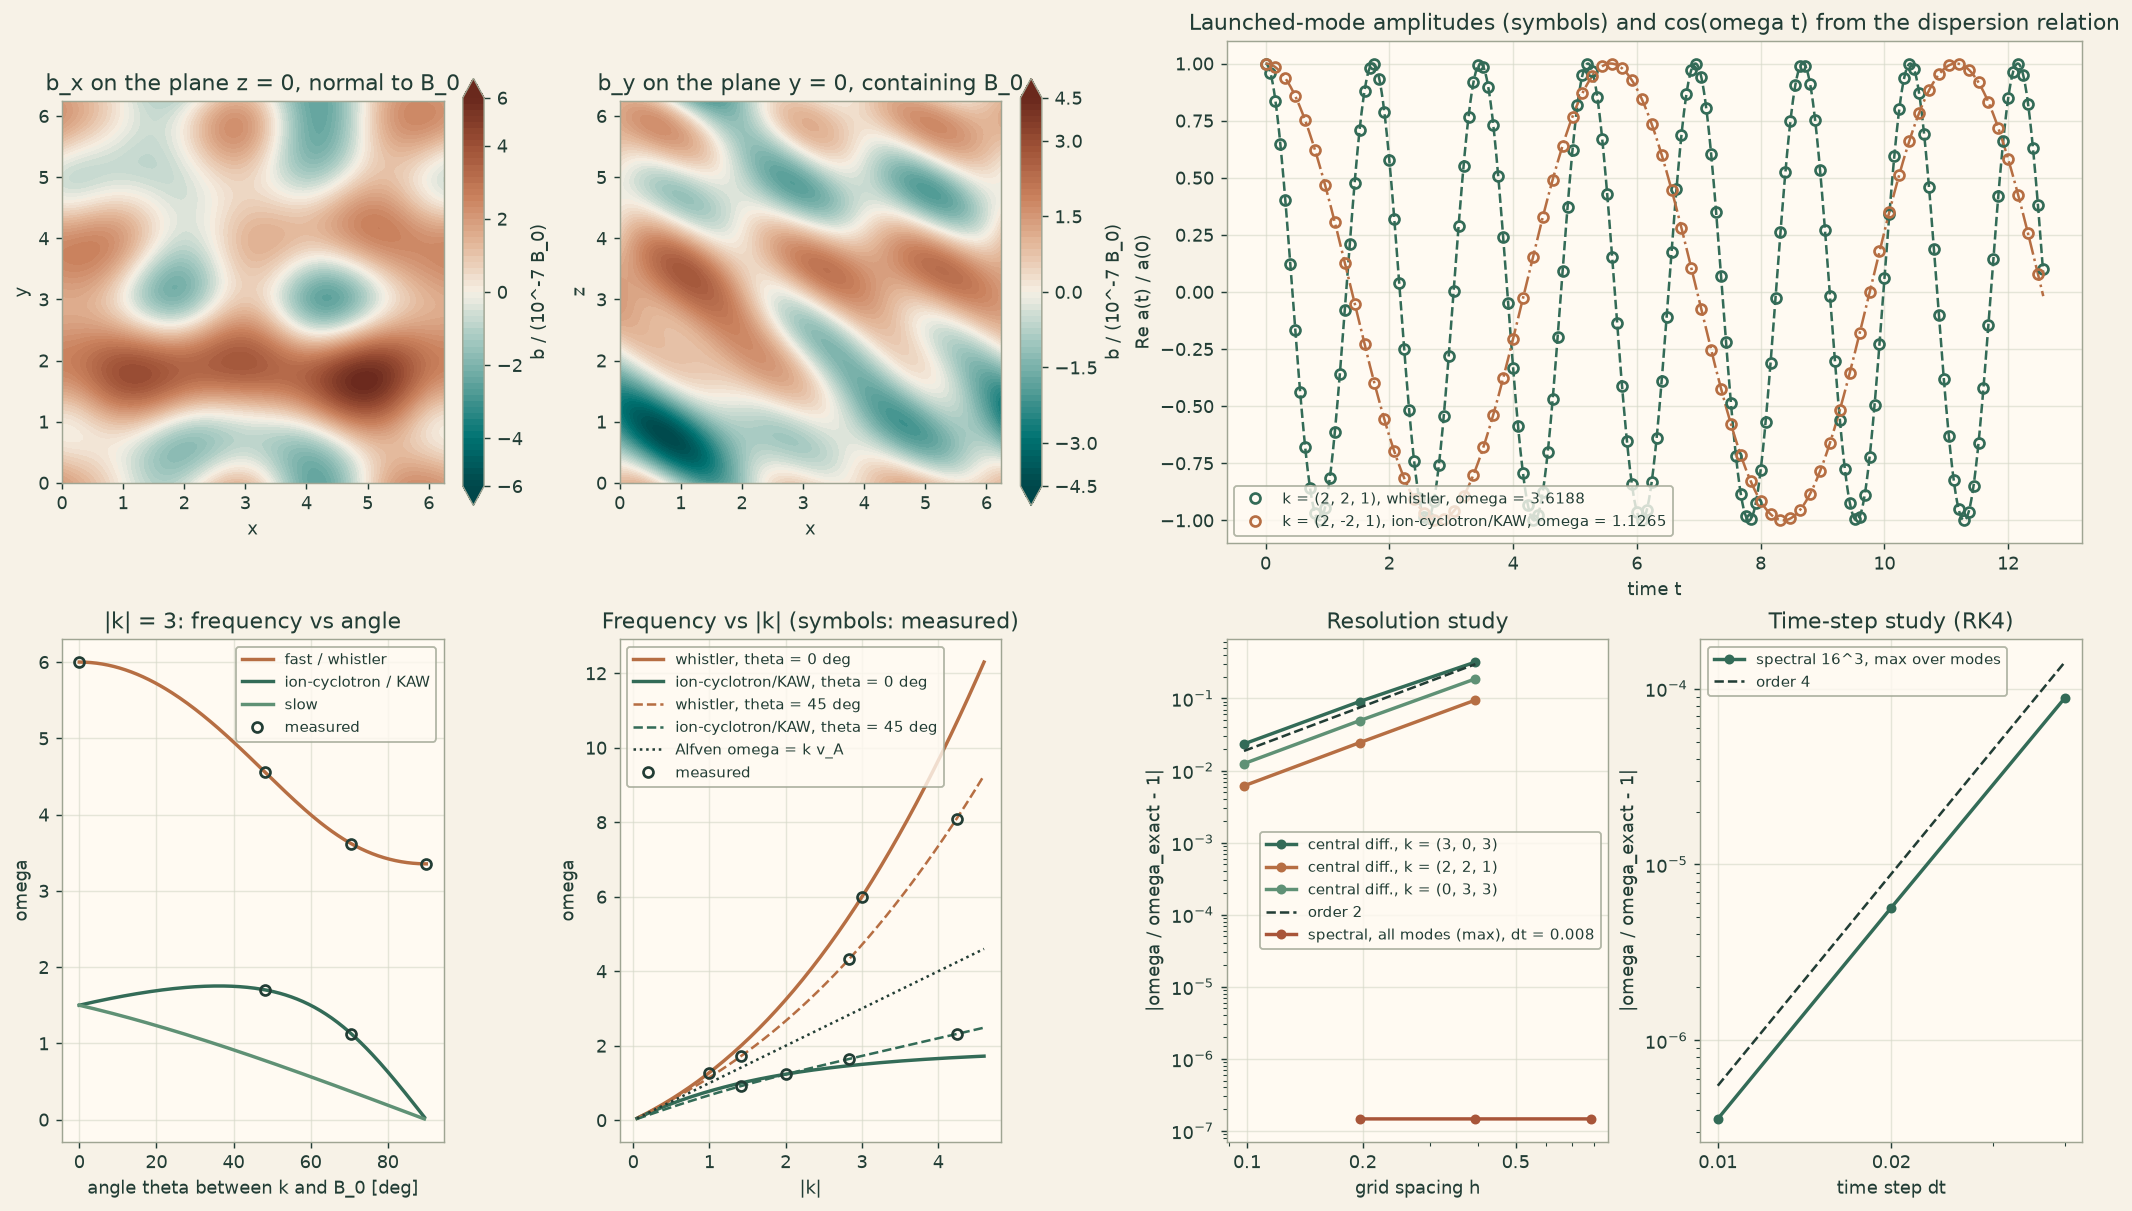 b_x on the plane z = 0, normal to B_0
6
5
4
3
2
1
0
y
0 1 2 3 4 5 6
x
6
4
2
0
−2
−4
−6
b / (10^-7 B_0)
b_y on the plane y = 0, containing B_0
6
5
4
3
2
1
0
z
0 1 2 3 4 5 6
x
4.5
3.0
1.5
0.0
−1.5
−3.0
−4.5
b / (10^-7 B_0)
Launched-mode amplitudes (symbols) and cos(omega t) from the dispersion relation
1.00
0.75
0.50
0.25
0.00
−0.25
−0.50
−0.75
−1.00
Re a(t) / a(0)
k = (2, 2, 1), whistler, omega = 3.6188
k = (2, -2, 1), ion-cyclotron/KAW, omega = 1.1265
0 2 4 6 8 10 12
time t
|k| = 3: frequency vs angle
fast / whistler
ion-cyclotron / KAW
slow
measured
6
5
4
3
2
1
0
omega
0 20 40 60 80
angle theta between k and B_0 [deg]
Frequency vs |k| (symbols: measured)
whistler, theta = 0 deg
ion-cyclotron/KAW, theta = 0 deg
whistler, theta = 45 deg
ion-cyclotron/KAW, theta = 45 deg
Alfven omega = k v_A
measured
12
10
8
6
4
2
0
omega
0 1 2 3 4
|k|
Resolution study
10^−1
10^−2
10^−3
10^−4
10^−5
10^−6
10^−7
|omega / omega_exact - 1|
central diff., k = (3, 0, 3)
central diff., k = (2, 2, 1)
central diff., k = (0, 3, 3)
order 2
spectral, all modes (max), dt = 0.008
0.1 0.2 0.5
grid spacing h
Time-step study (RK4)
spectral 16^3, max over modes
order 4
10^−4
10^−5
10^−6
|omega / omega_exact - 1|
0.01 0.02
time step dt